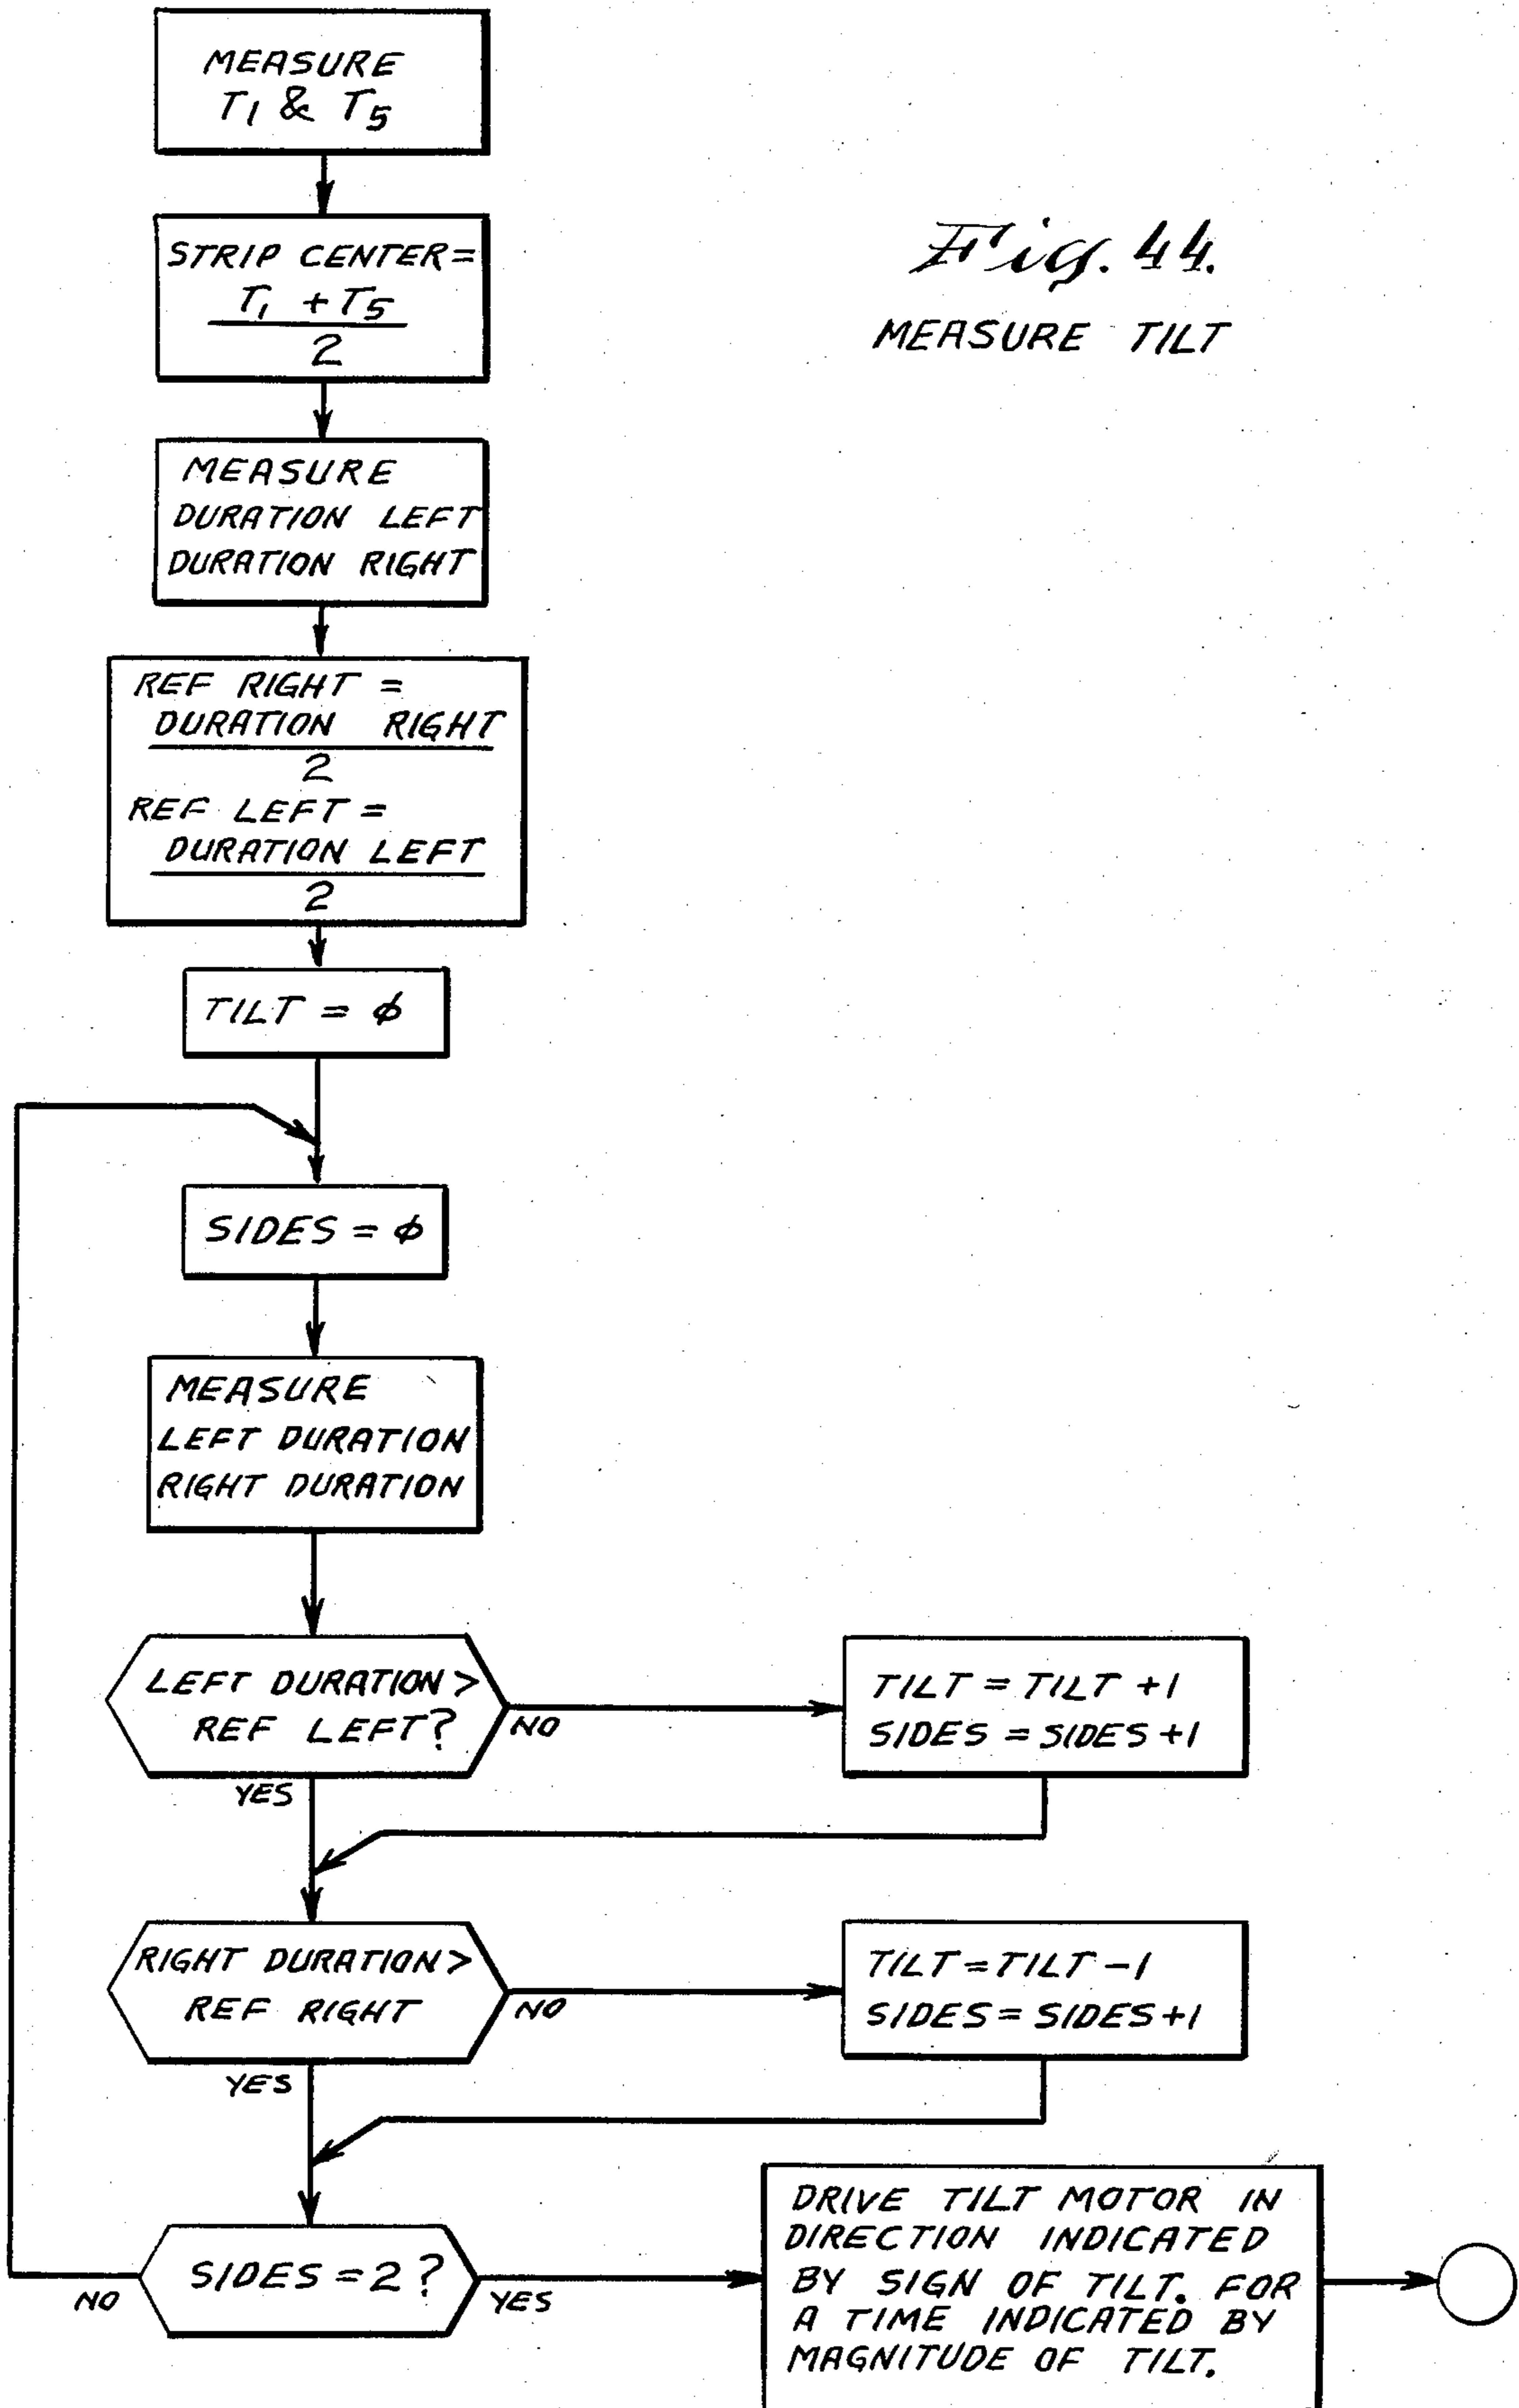 MEASURE
T1 & T5
STRIP CENTER=
T1 + T5
2
Fig. 44.
MEASURE TILT
MEASURE
DURATION LEFT
DURATION RIGHT
REF RIGHT =
DURATION RIGHT
2
REF LEFT =
DURATION LEFT
2
TILT = ϕ
SIDES = ϕ
MEASURE
LEFT DURATION
RIGHT DURATION
LEFT DURATION >
REF LEFT?
NO
YES
TILT = TILT +1
SIDES = SIDES +1
RIGHT DURATION >
REF RIGHT
NO
YES
TILT = TILT -1
SIDES = SIDES +1
SIDES = 2 ?
NO
YES
DRIVE TILT MOTOR IN
DIRECTION INDICATED
BY SIGN OF TILT. FOR
A TIME INDICATED BY
MAGNITUDE OF TILT.